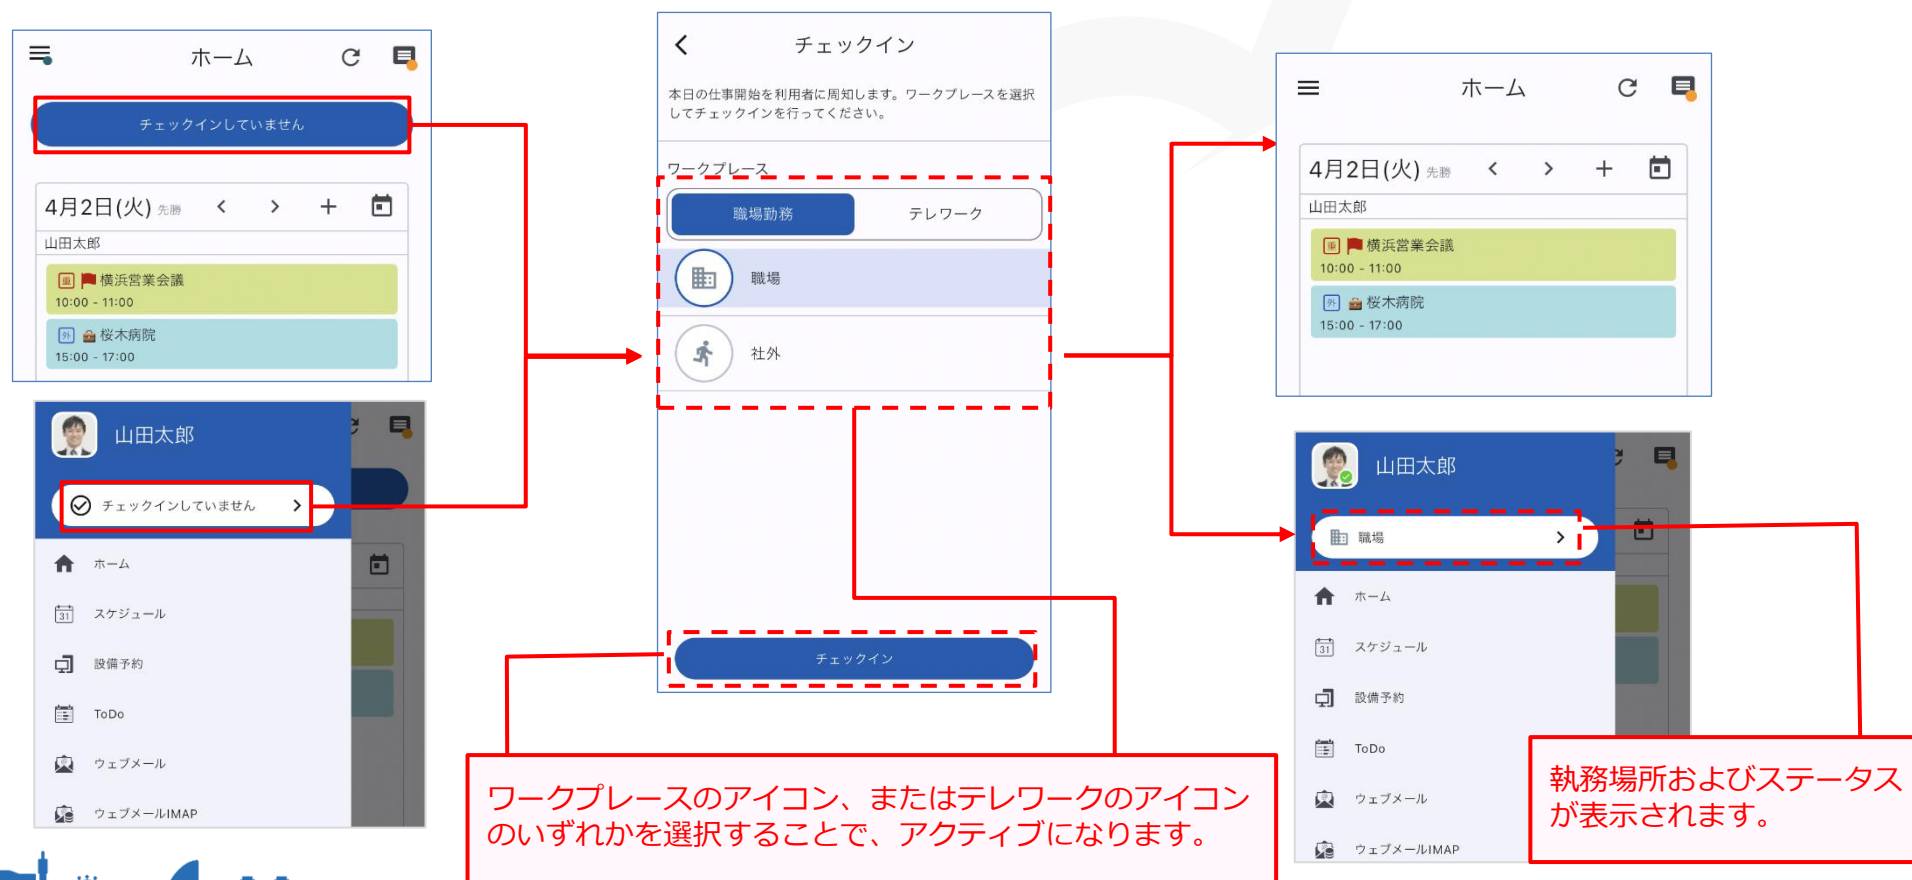 ホーム
チェックインしていません
4月2日(火) 先勝
山田太郎
重 横浜営業会議
10:00 - 11:00
外 桜木病院
15:00 - 17:00
山田太郎
チェックインしていません
ホーム
31 スケジュール
設備予約
ToDo
ウェブメール
ウェブメールIMAP
チェックイン
本日の仕事開始を利用者に周知します。ワークプレースを選択
してチェックインを行ってください。
ワークプレース
職場勤務 テレワーク
職場
社外
チェックイン
ワークプレースのアイコン、またはテレワークのアイコン
のいずれかを選択することで、アクティブになります。
ホーム
4月2日(火) 先勝
山田太郎
重 横浜営業会議
10:00 - 11:00
外 桜木病院
15:00 - 17:00
山田太郎
職場
ホーム
31 スケジュール
設備予約
ToDo
ウェブメール
ウェブメールIMAP
執務場所およびステータス
が表示されます。